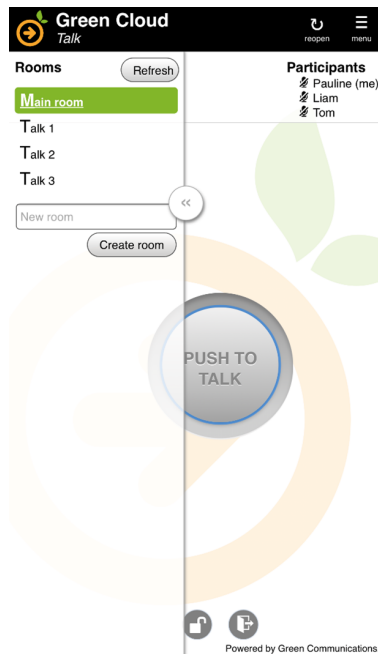 Green Cloud
Talk
reopen
menu
Rooms
Refresh
Participants
Main room
Pauline (me)
Liam
Tom
Talk 1
Talk 2
Talk 3
New room
«
Create room
PUSH TO
TALK
Powered by Green Communications